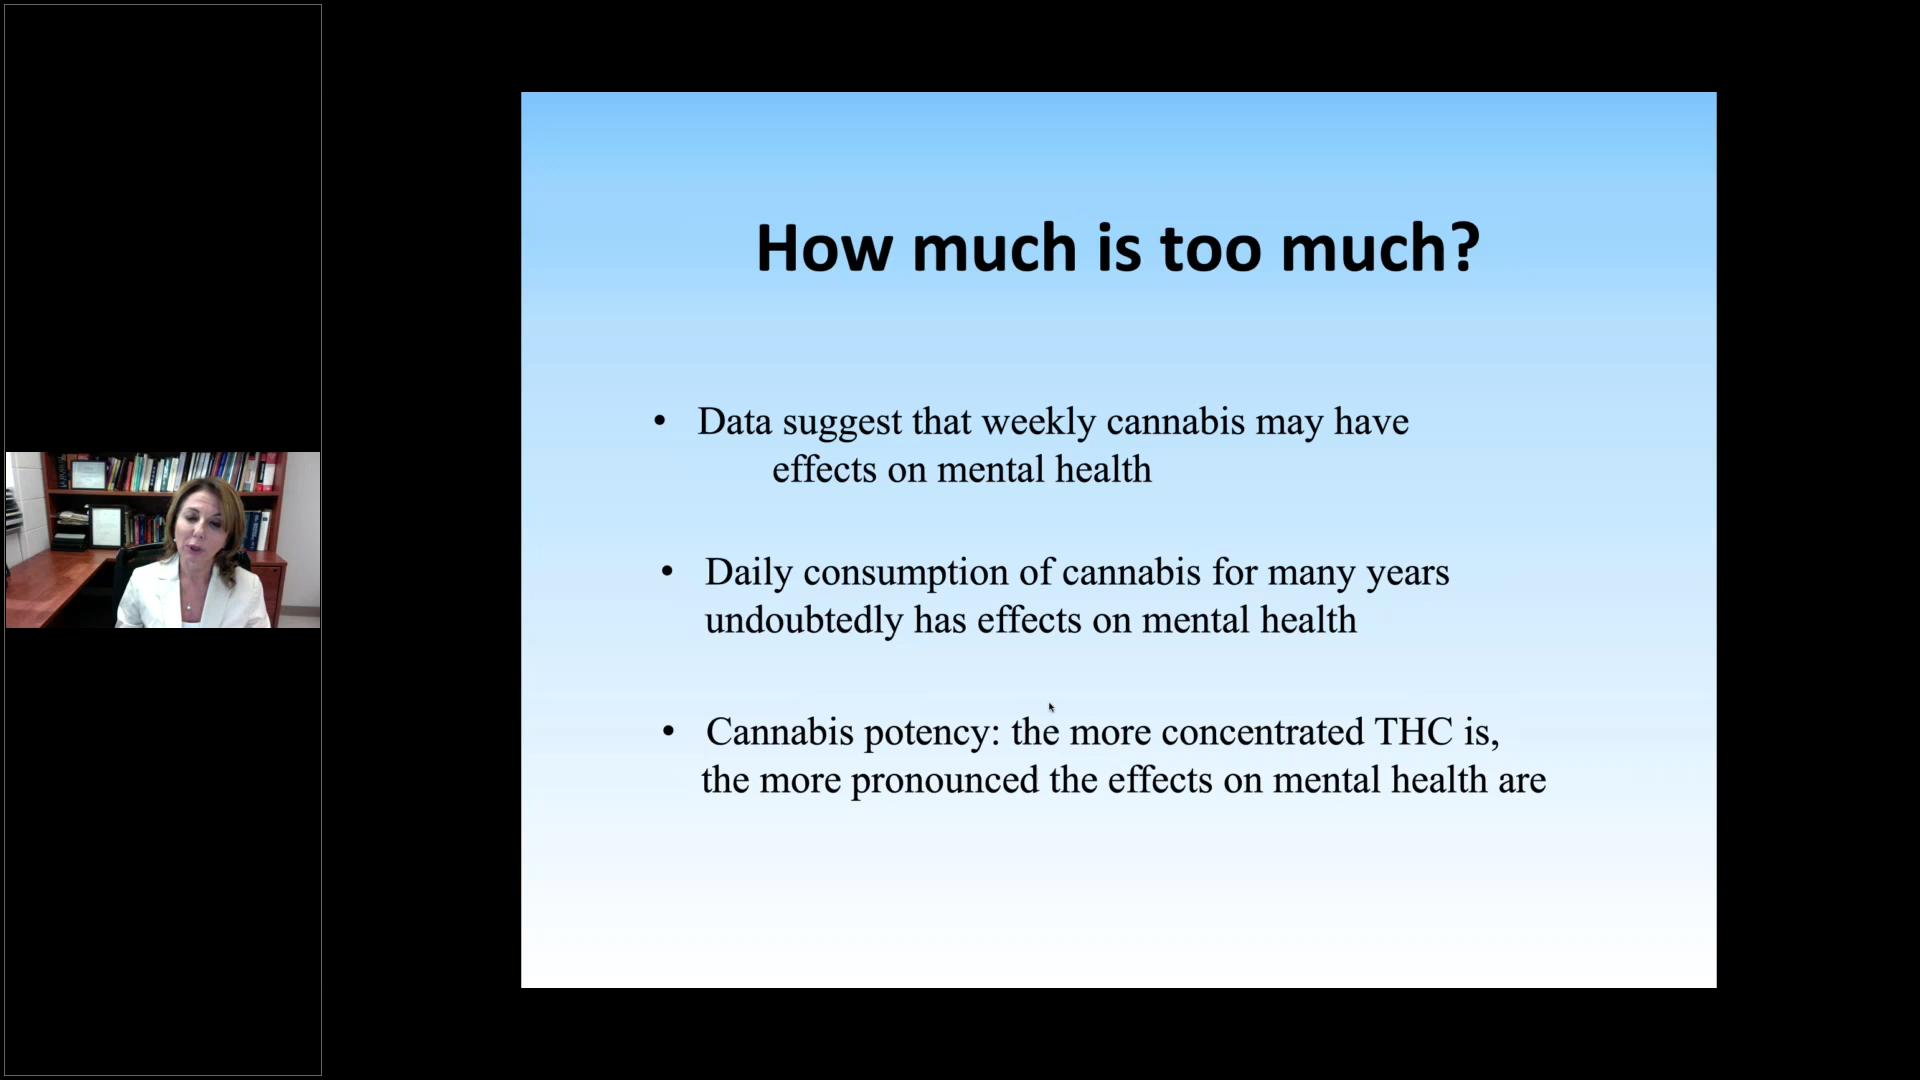 How much is too much?
• Data suggest that weekly cannabis may have
effects on mental health
• Daily consumption of cannabis for many years
undoubtedly has effects on mental health
• Cannabis potency: the more concentrated THC is,
the more pronounced the effects on mental health are